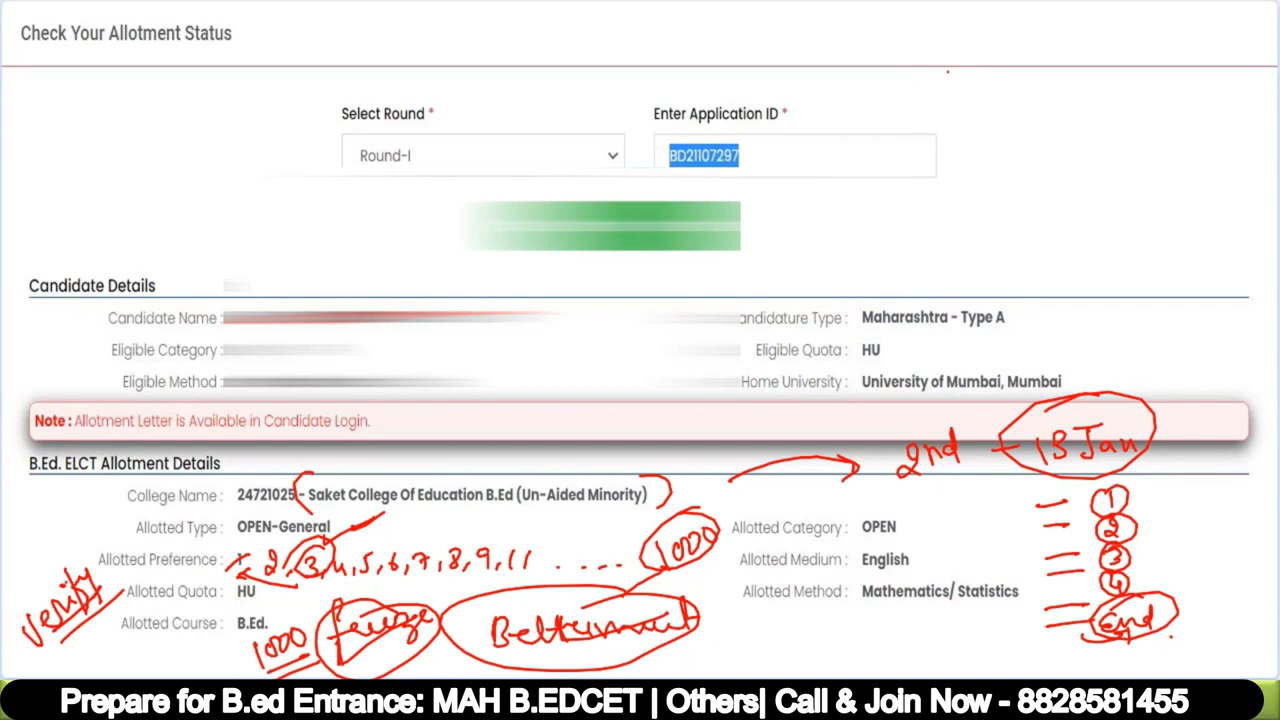 Check Your Allotment Status
Select Round * Enter Application ID *
Round-I BD21107297
Candidate Details
Candidate Name : andidature Type : Maharashtra - Type A
Eligible Category : Eligible Quota : HU
Eligible Method : Home University : University of Mumbai, Mumbai
Note : Allotment Letter is Available in Candidate Login.
2nd - 18 Jan
B.Ed. ELCT Allotment Details
College Name : 24721025 - Saket College Of Education B.Ed (Un-Aided Minority)
1
Allotted Type : OPEN-General Allotted Category : OPEN
2
Allotted Preference : 1 2, 3, 4, 5, 6, 7, 8, 9, 11 ..... 1000 Allotted Medium : English
3
verify Allotted Quota : HU Allotted Method : Mathematics/ Statistics
4
Allotted Course : B.Ed. freeze Betterment End
1000
Prepare for B.ed Entrance: MAH B.EDCET | Others| Call & Join Now - 8828581455